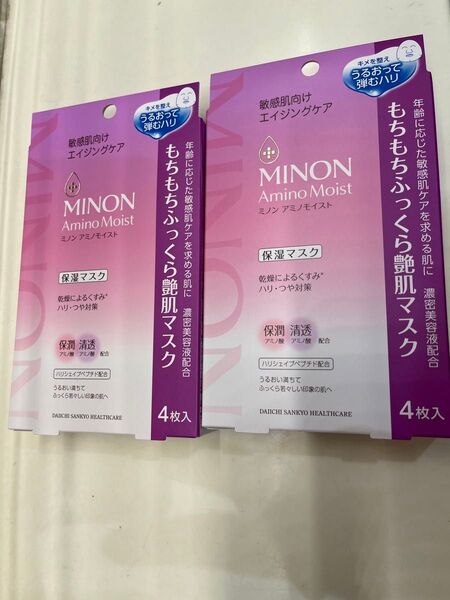 キメを整え
うるおって
弾むハリ
敏感肌向け
エイジングケア
MINON
MINON
Amino Moist
ミノン アミノモイスト
保湿マスク
乾燥によるくすみ*
ハリ・つや対策
保潤 清透
アミノ酸 アミノ酸 配合
ハリシェイプペプチド配合
うるおい満ちて
ふっくら若々しい印象の肌へ
DAIICHI SANKYO HEALTHCARE
年齢に応じた敏感肌ケアを求める肌に 濃密美容液配合
もちもちふっくら艶肌マスク
4枚入
キメを整え
うるおって
弾むハリ
敏感肌向け
エイジングケア
MINON
MINON
Amino Moist
ミノン アミノモイスト
保湿マスク
乾燥によるくすみ*
ハリ・つや対策
保潤 清透
アミノ酸 アミノ酸 配合
ハリシェイプペプチド配合
うるおい満ちて
ふっくら若々しい印象の肌へ
DAIICHI SANKYO HEALTHCARE
年齢に応じた敏感肌ケアを求める肌に 濃密美容液配合
もちもちふっくら艶肌マスク
4枚入